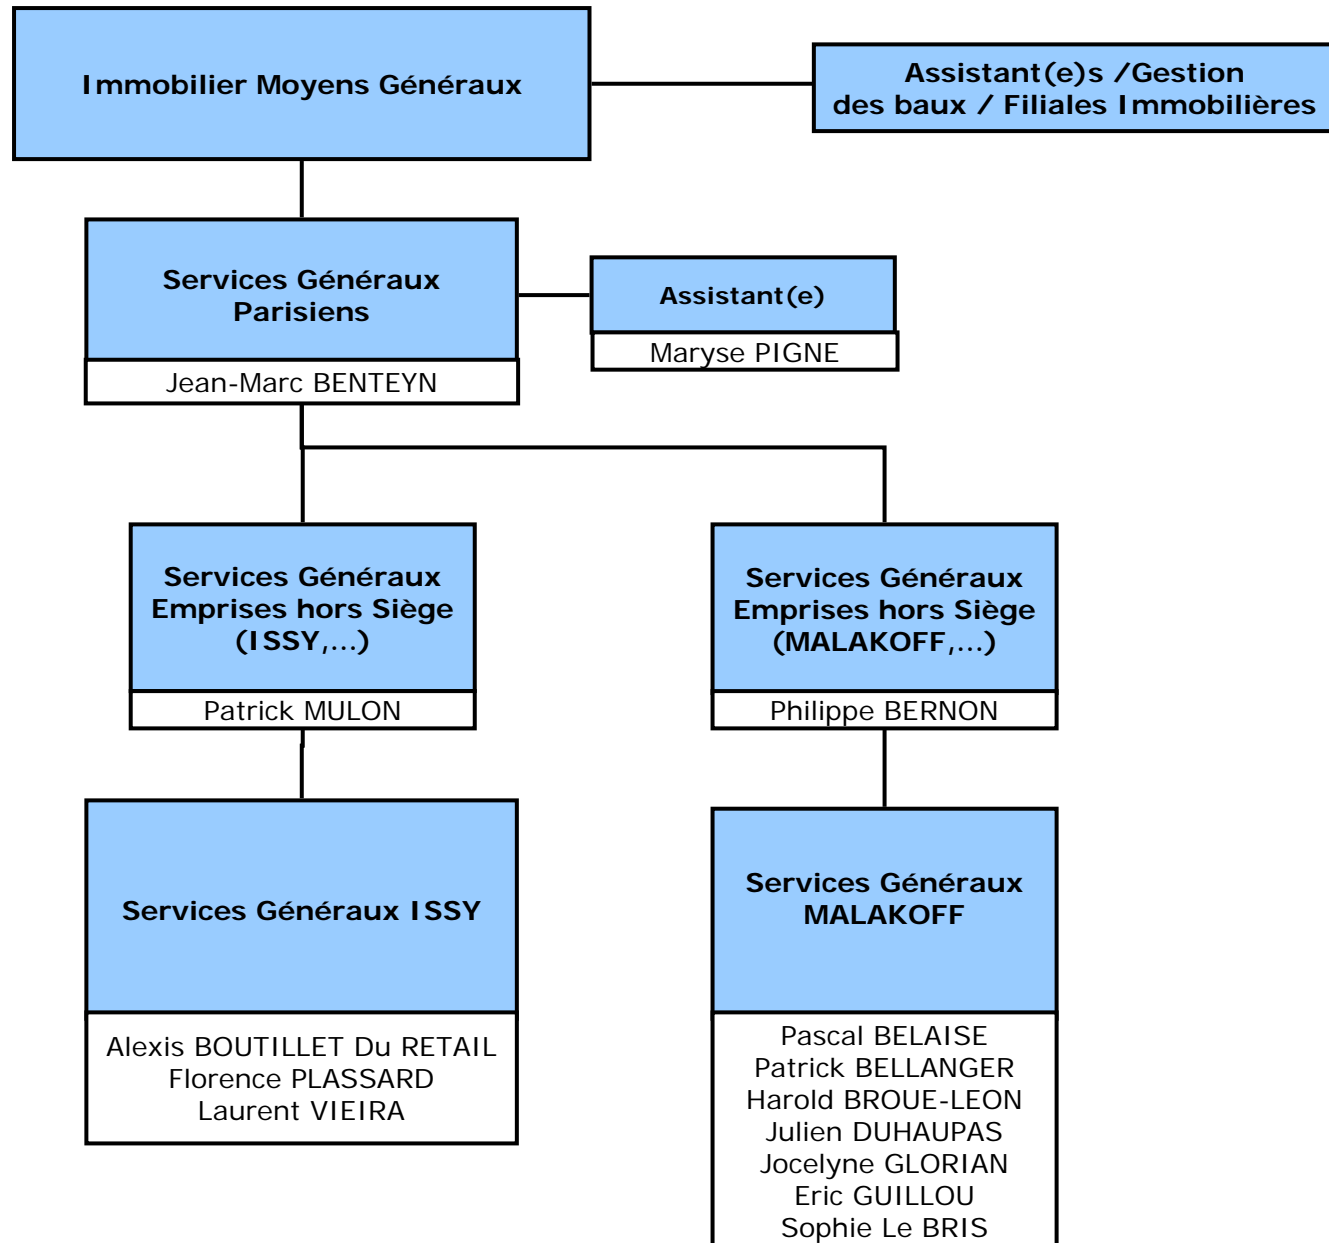 Immobilier Moyens Généraux
Assistant(e)s /Gestion
des baux / Filiales Immobilières
Services Généraux
Parisiens
Jean-Marc BENTEYN
Assistant(e)
Maryse PIGNE
Services Généraux
Emprises hors Siège
(ISSY,...)
Patrick MULON
Services Généraux
Emprises hors Siège
(MALAKOFF,...)
Philippe BERNON
Services Généraux ISSY
Alexis BOUTILLET Du RETAIL
Florence PLASSARD
Laurent VIEIRA
Services Généraux
MALAKOFF
Pascal BELAISE
Patrick BELLANGER
Harold BROUE-LEON
Julien DUHAUPAS
Jocelyne GLORIAN
Eric GUILLOU
Sophie Le BRIS